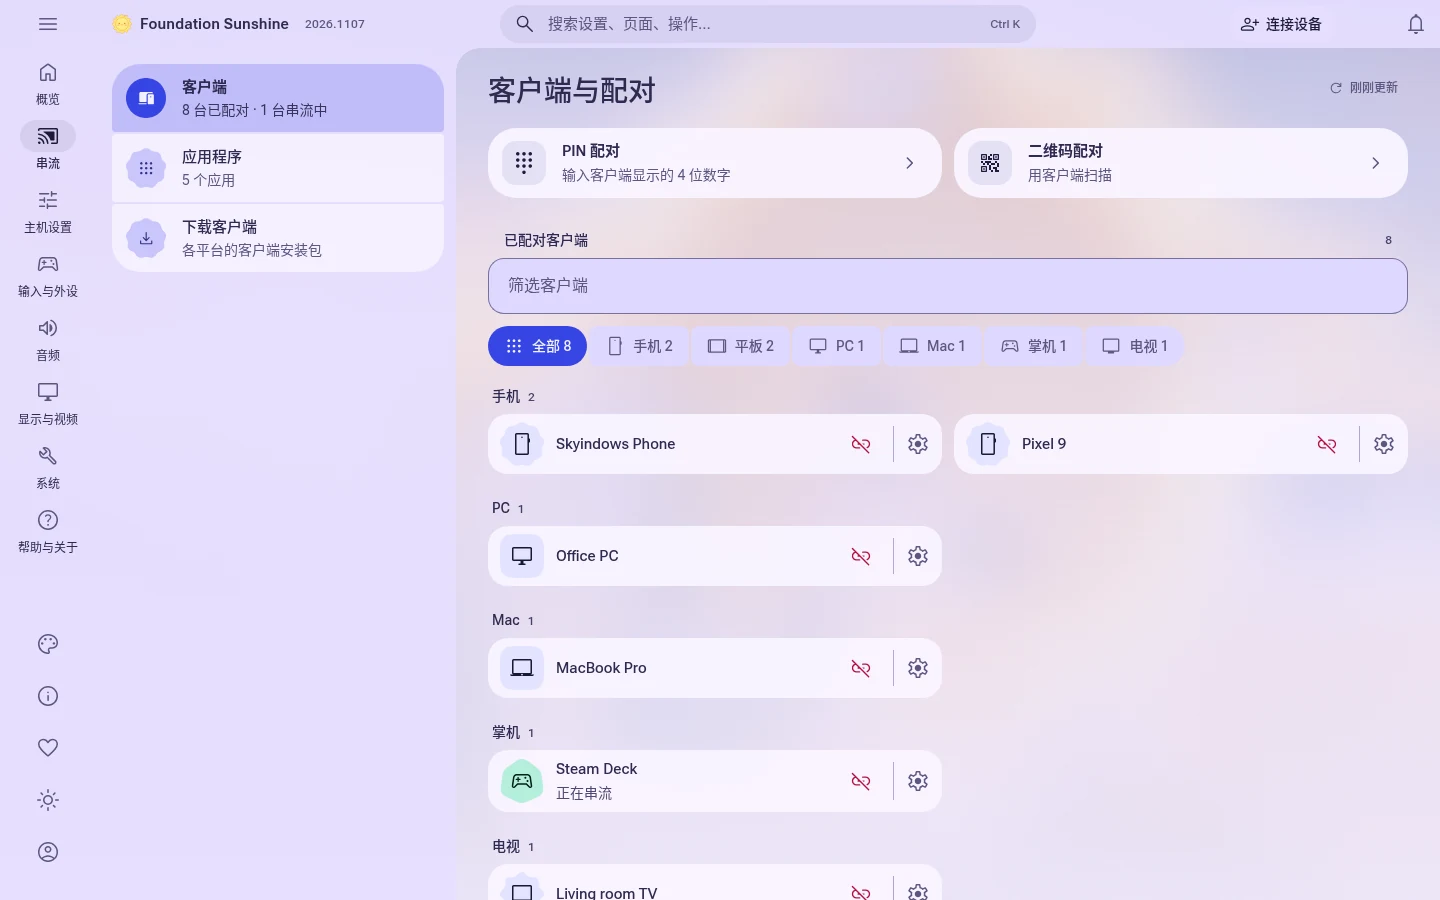 Foundation Sunshine 2026.1107
搜索设置、页面、操作... Ctrl K
连接设备
概览
串流
主机设置
输入与外设
音频
显示与视频
系统
帮助与关于
客户端
8 台已配对 · 1 台串流中
应用程序
5 个应用
下载客户端
各平台的客户端安装包
客户端与配对
刚刚更新
PIN 配对
输入客户端显示的 4 位数字
二维码配对
用客户端扫描
已配对客户端 8
筛选客户端
全部 8 手机 2 平板 2 PC 1 Mac 1 掌机 1 电视 1
手机 2
Skyindows Phone
Pixel 9
PC 1
Office PC
Mac 1
MacBook Pro
掌机 1
Steam Deck
正在串流
电视 1
Living room TV